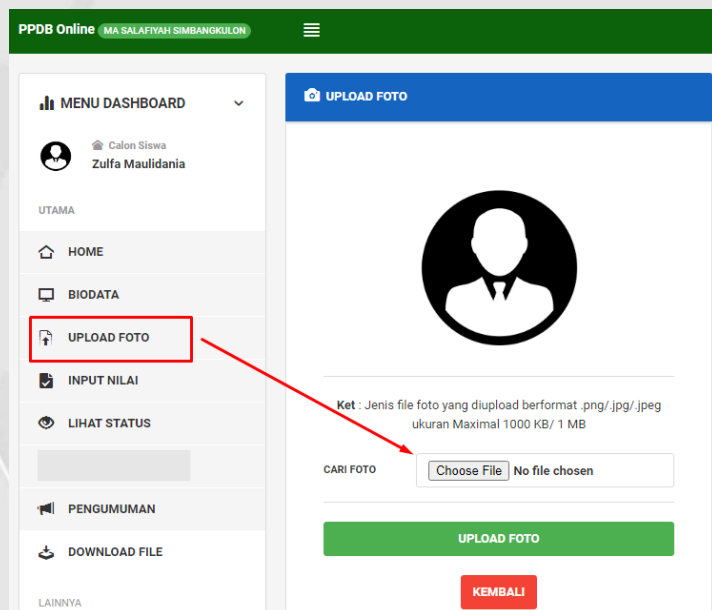 PPDB Online MA SALAFIYAH SIMBANGKULON
MENU DASHBOARD
Calon Siswa
Zulfa Maulidania
UTAMA
HOME
BIODATA
UPLOAD FOTO
INPUT NILAI
LIHAT STATUS
PENGUMUMAN
DOWNLOAD FILE
LAINNYA
UPLOAD FOTO
Ket : Jenis file foto yang diupload berformat .png/.jpg/.jpeg
ukuran Maximal 1000 KB/ 1 MB
CARI FOTO Choose File No file chosen
UPLOAD FOTO
KEMBALI